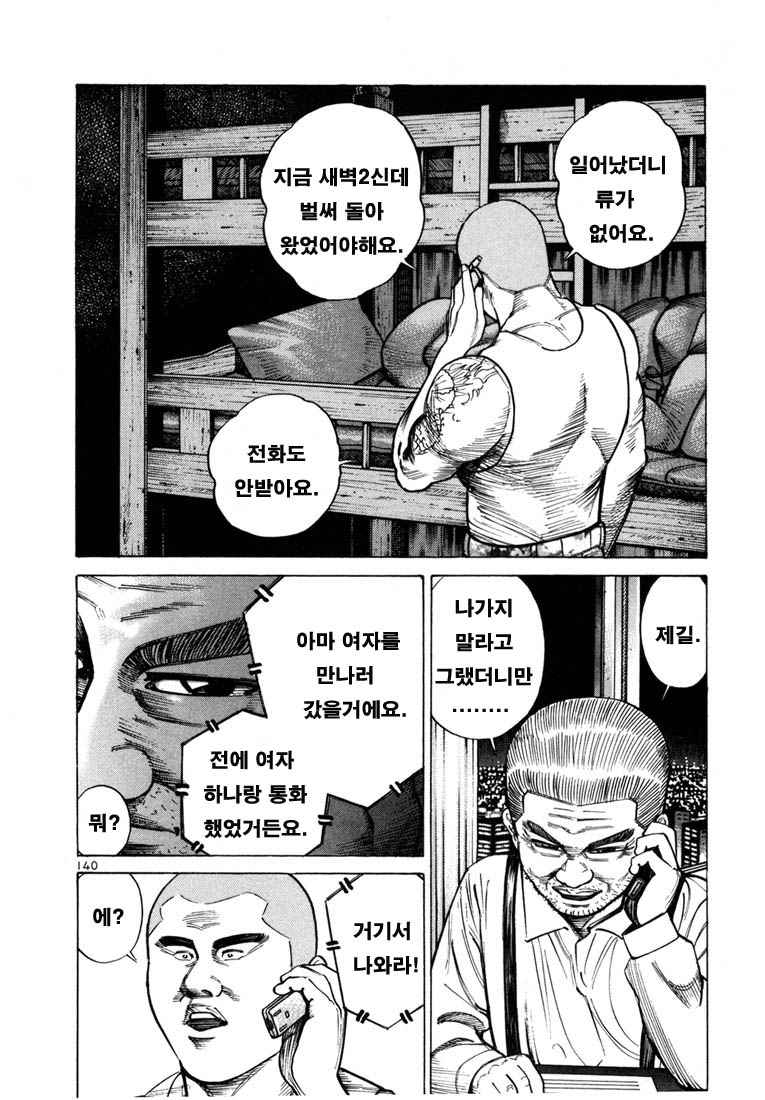 일어났더니
류가
없어요.
지금 새벽2신데
벌써 돌아
왔었어야해요.
전화도
안받아요.
제길.
나가지
말라고
그랬더니만
........
아마 여자를
만나러
갔을거에요.
전에 여자
하나랑 통화
했었거든요.
뭐?
140
거기서
나와라!
에?